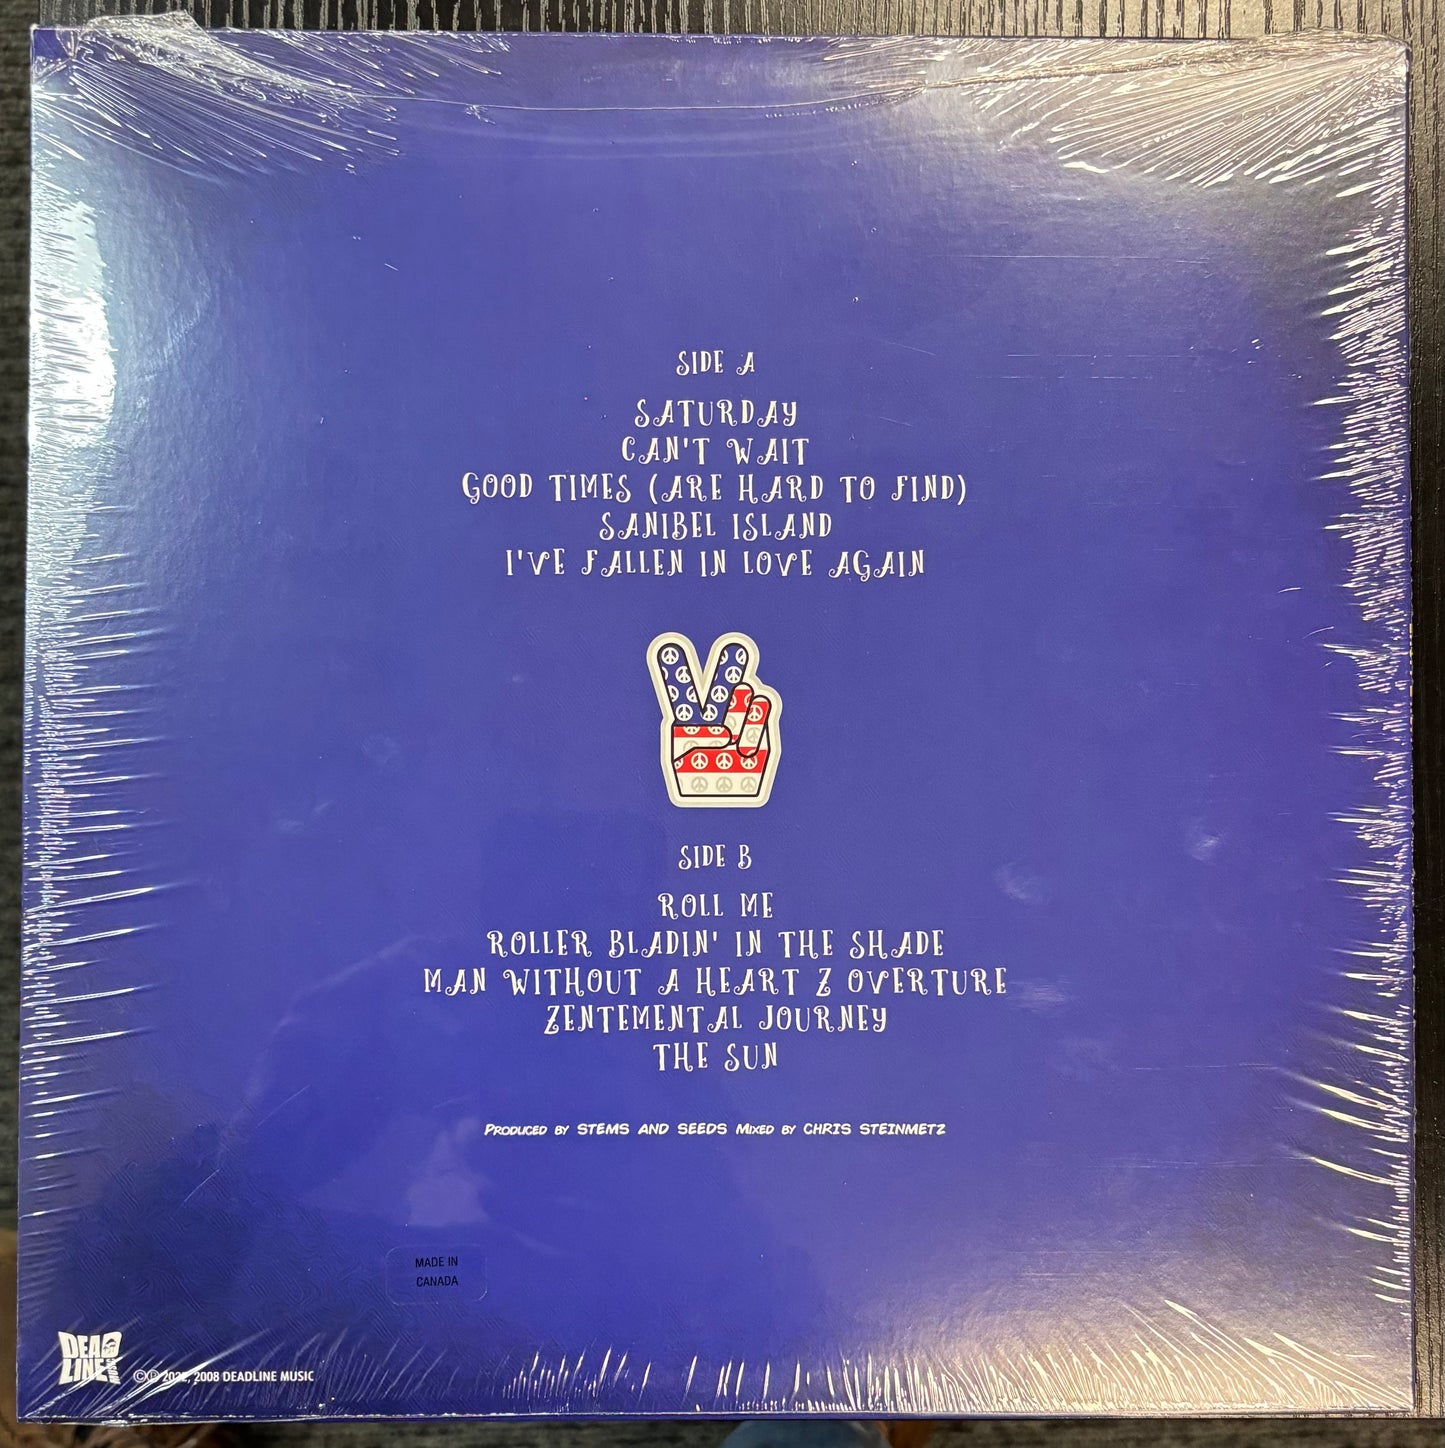 SIDE A
SATURDAY
CAN'T WAIT
GOOD TIMES (ARE HARD TO FIND)
SANIBEL ISLAND
I'VE FALLEN IN LOVE AGAIN
SIDE B
ROLL ME
ROLLER BLADIN' IN THE SHADE
MAN WITHOUT A HEART Z OVERTURE
ZENTEMENTAL JOURNEY
THE SUN
PRODUCED BY STEMS AND SEEDS MIXED BY CHRIS STEINMETZ
MADE IN
CANADA
DEAD
LINE
©℗ 2022, 2008 DEADLINE MUSIC